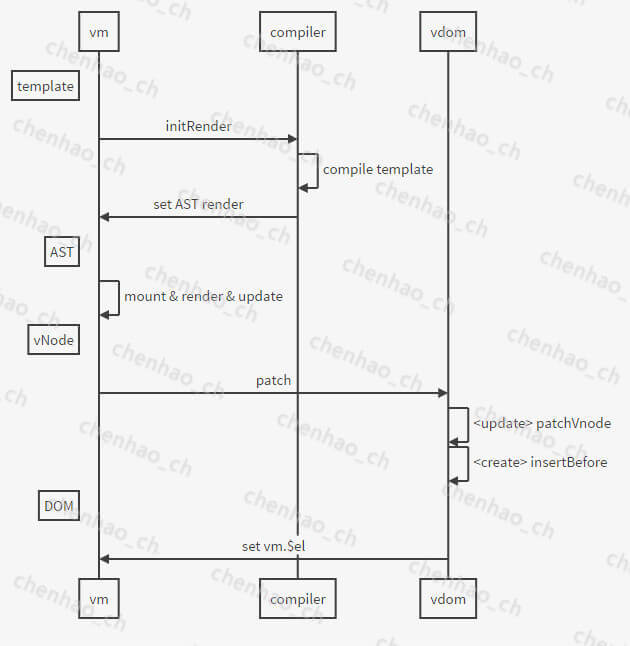 vm compiler vdom
template
initRender
compile template
set AST render
AST
mount & render & update
vNode
patch
<update> patchVnode
<create> insertBefore
DOM
set vm.$el
vm compiler vdom
chenhao_ch